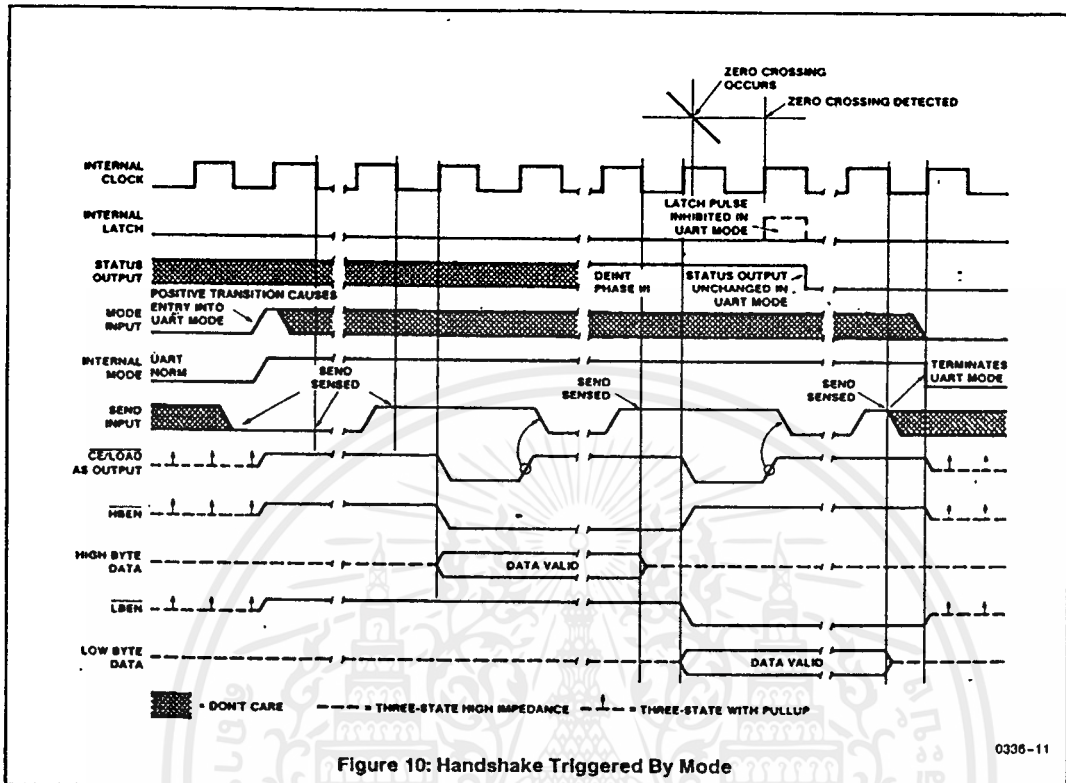 ZERO CROSSING
OCCURS
ZERO CROSSING DETECTED
INTERNAL
CLOCK
LATCH PULSE
INHIBITED IN
UART MODE
INTERNAL
LATCH
STATUS
OUTPUT
DEINT
PHASE III
STATUS OUTPUT
UNCHANGED IN
UART MODE
POSITIVE TRANSITION CAUSES
ENTRY INTO
UART MODE
MODE
INPUT
INTERNAL
MODE
UART
NORM
TERMINATES
UART MODE
SEND
SENSED
SEND
SENSED
SEND
SENSED
SEND
INPUT
CE/LOAD
AS OUTPUT
HBEN
HIGH BYTE
DATA
DATA VALID
LBEN
LOW BYTE
DATA
DATA VALID
= DON'T CARE
= THREE-STATE HIGH IMPEDANCE
= THREE-STATE WITH PULLUP
0336-11
Figure 10: Handshake Triggered By Mode